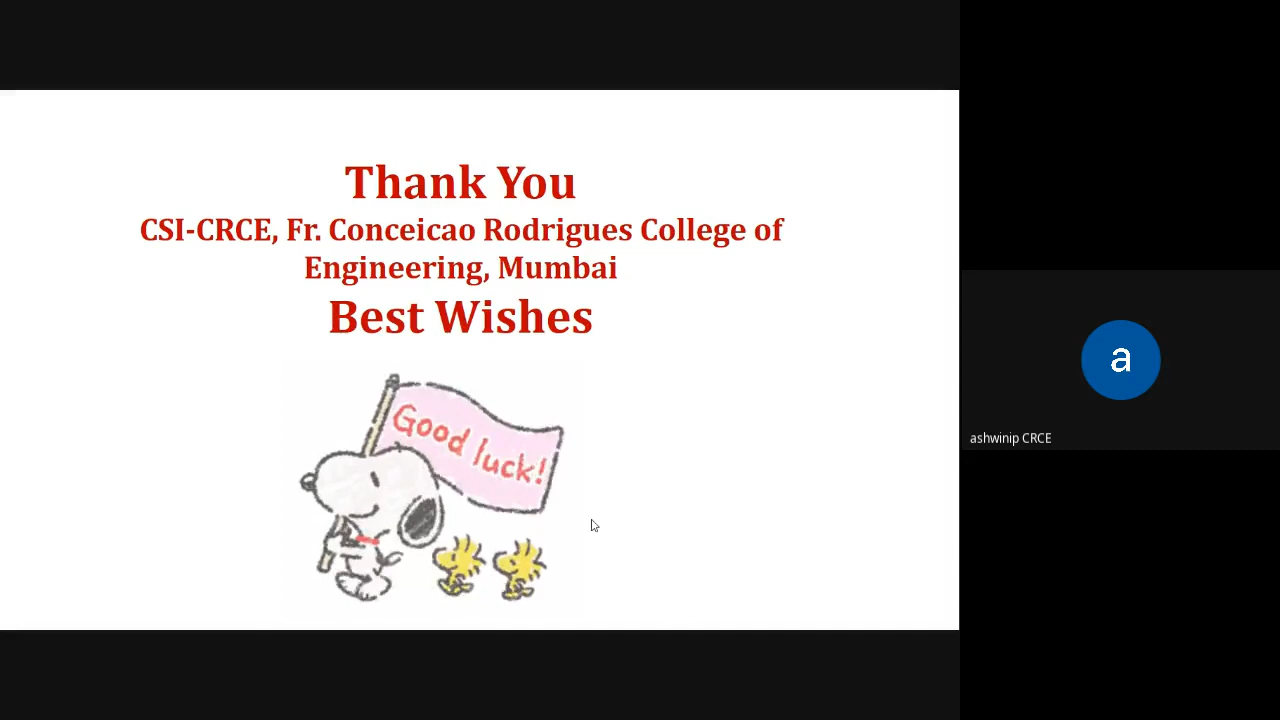 Thank You
CSI-CRCE, Fr. Conceicao Rodrigues College of
Engineering, Mumbai
Best Wishes
Good luck!
a
ashwinip CRCE